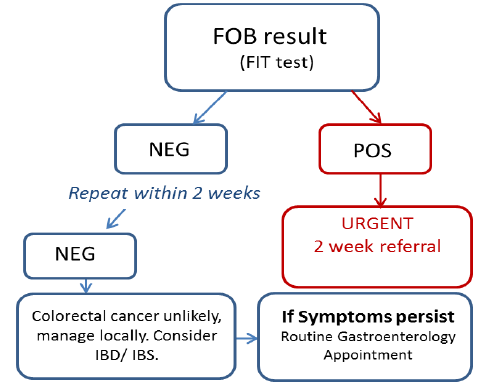 FOB result
(FIT test)
NEG
POS
Repeat within 2 weeks
URGENT
2 week referral
NEG
Colorectal cancer unlikely,
manage locally. Consider
IBD/ IBS.
If Symptoms persist
Routine Gastroenterology
Appointment